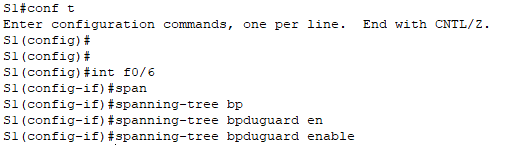 S1#conf t
Enter configuration commands, one per line.  End with CNTL/Z.
S1(config)#
S1(config)#
S1(config)#int f0/6
S1(config-if)#span
S1(config-if)#spanning-tree bp
S1(config-if)#spanning-tree bpduguard en
S1(config-if)#spanning-tree bpduguard enable